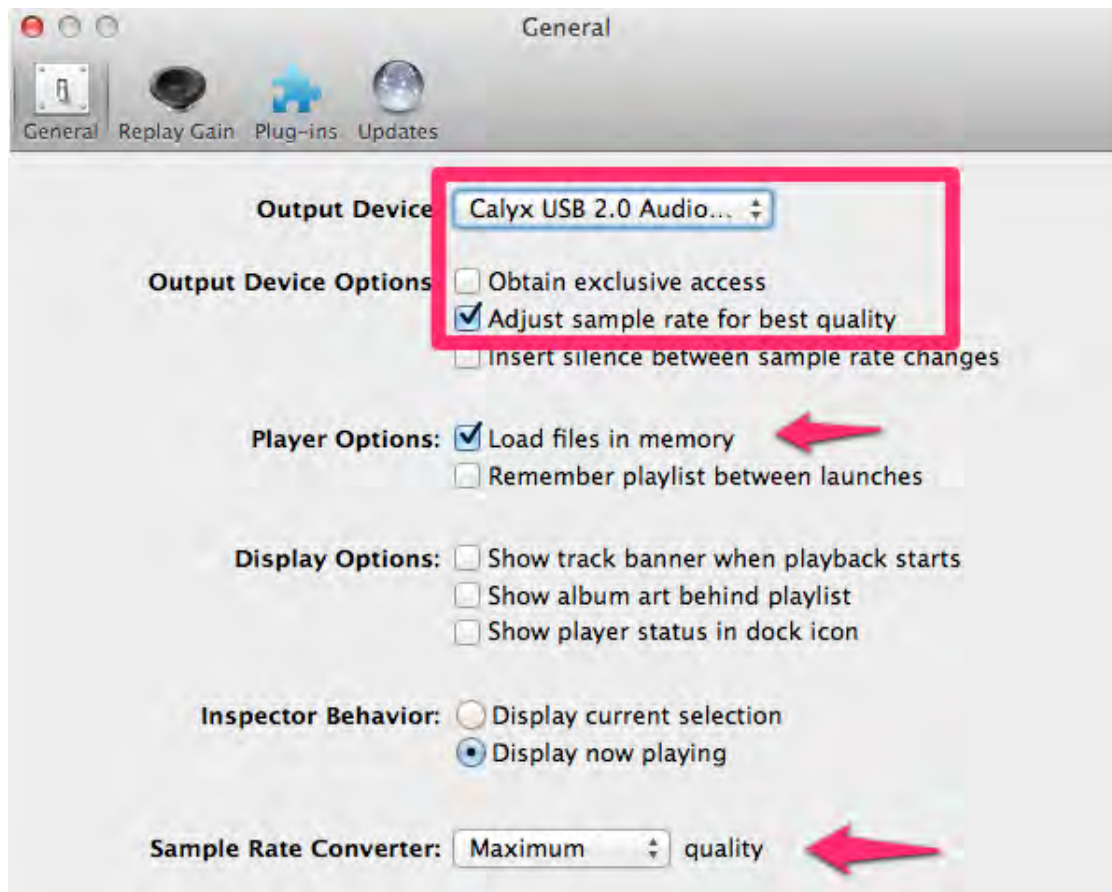 General
General Replay Gain Plug-ins Updates
Output Device Calyx USB 2.0 Audio...
Output Device Options Obtain exclusive access
Adjust sample rate for best quality
Insert silence between sample rate changes
Player Options: Load files in memory
Remember playlist between launches
Display Options: Show track banner when playback starts
Show album art behind playlist
Show player status in dock icon
Inspector Behavior: Display current selection
Display now playing
Sample Rate Converter: Maximum quality